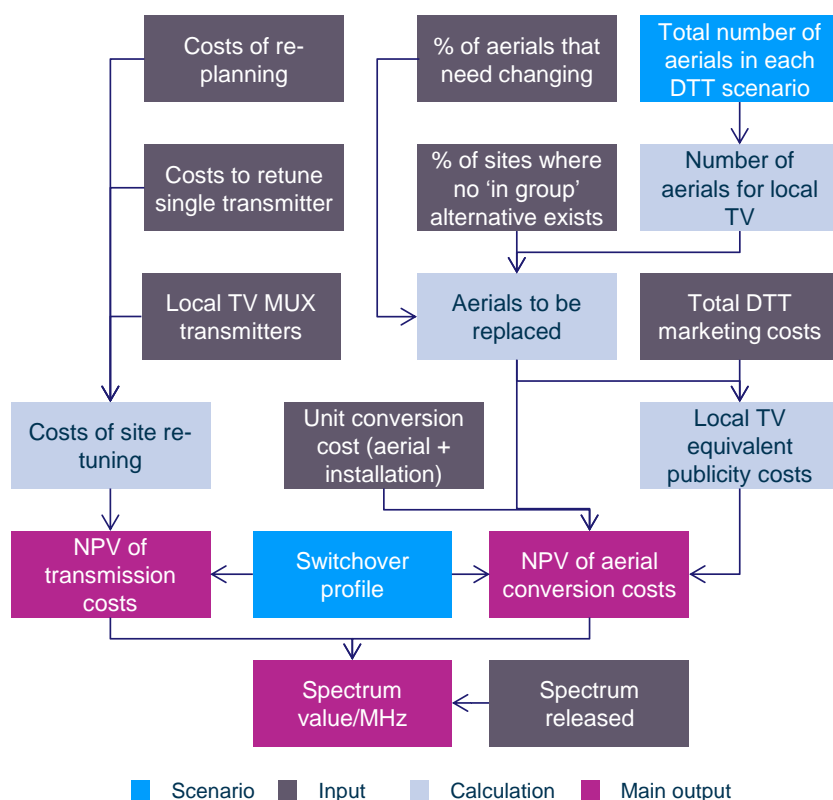 Costs of re-
planning
% of aerials that
need changing
Total number of
aerials in each
DTT scenario
Costs to retune
single transmitter
% of sites where
no ‘in group’
alternative exists
Number of
aerials for local
TV
Local TV MUX
transmitters
Aerials to be
replaced
Total DTT
marketing costs
Costs of site re-
tuning
Unit conversion
cost (aerial +
installation)
Local TV
equivalent
publicity costs
NPV of
transmission
costs
Switchover
profile
NPV of aerial
conversion costs
Spectrum
value/MHz
Spectrum
released
Scenario Input Calculation Main output